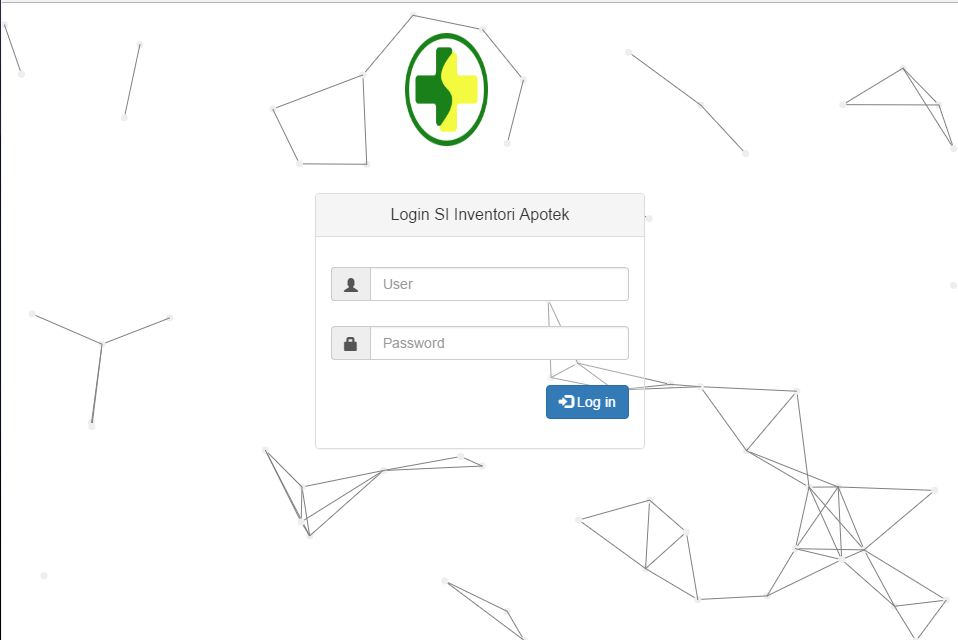 Login SI Inventori Apotek
User
Password
Log in